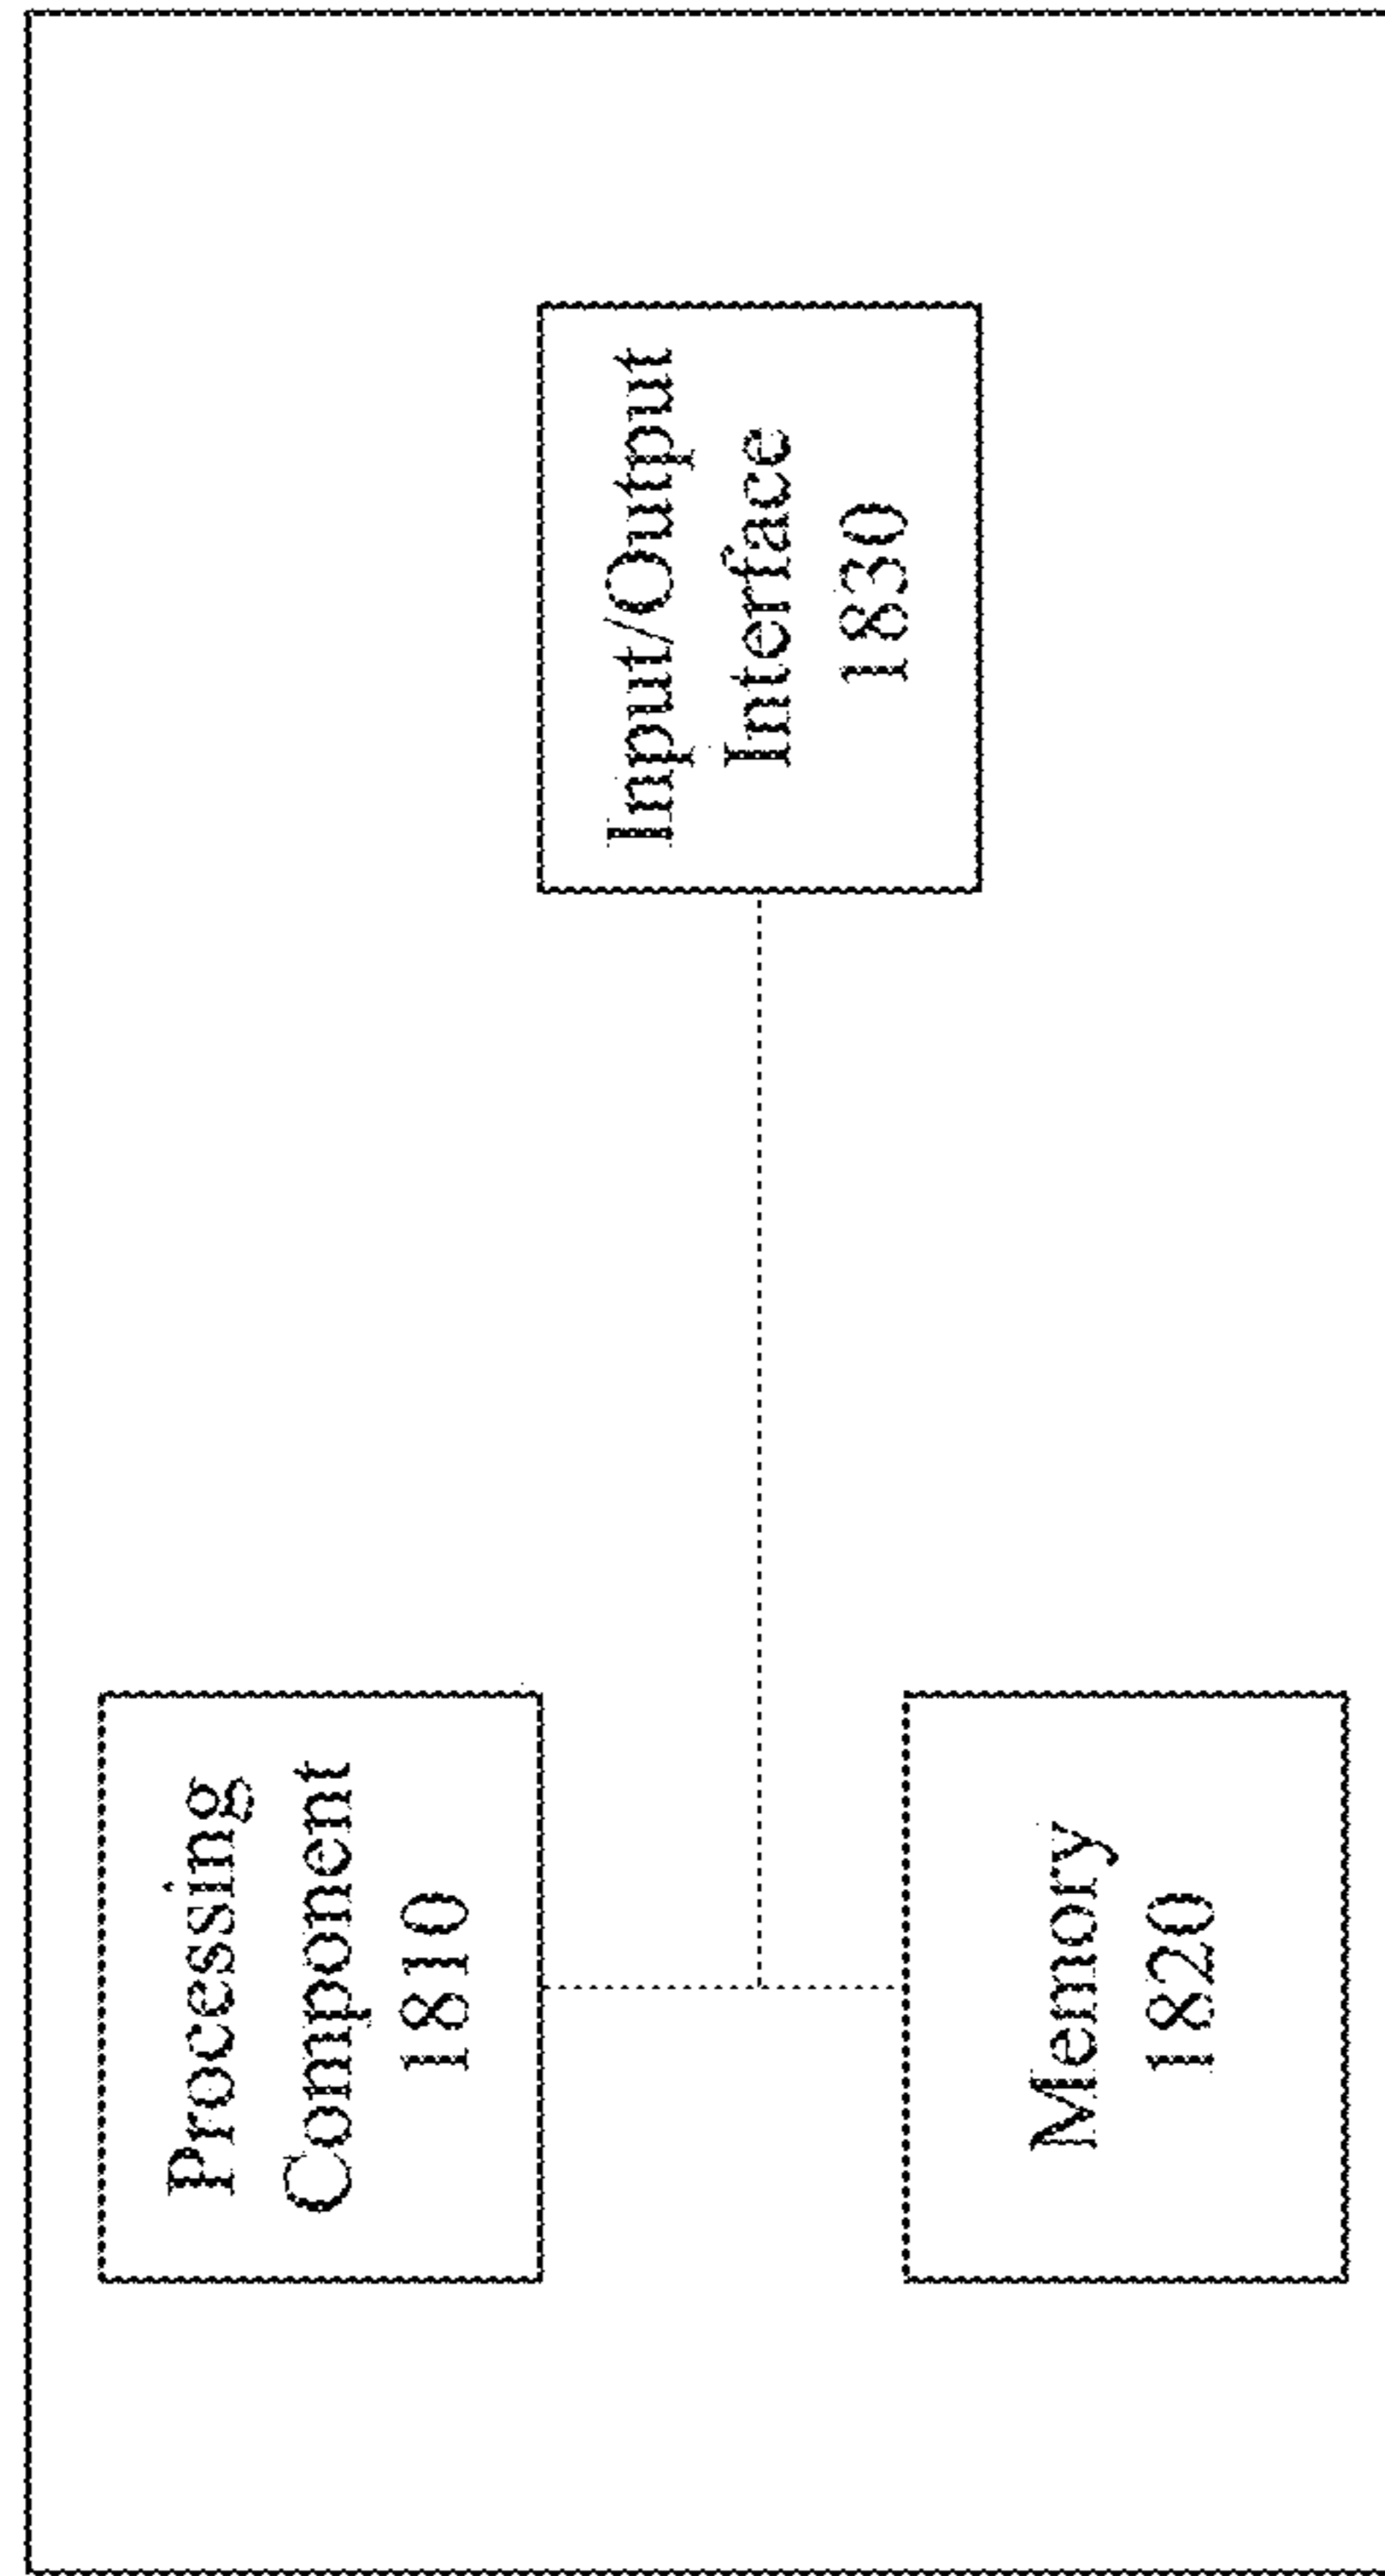 Processing
Component
1810
Memory
1820
Input/Output
Interface
1830